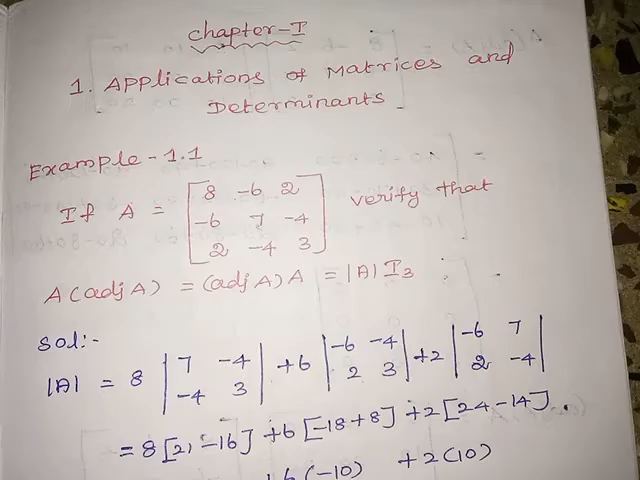 Chapter-I
1. Applications of Matrices and
Determinants
Example-1.1
If A = [8 -6 2; -6 7 -4; 2 -4 3] verify that
A(adj A) = (adj A)A = |A| I₃
Sol:-
|A| = 8 |7 -4; -4 3| +6 |-6 -4; 2 3| +2 |-6 7; 2 -4|
= 8[21-16] +6[-18+8] +2[24-14].
+6(-10) +2(10)